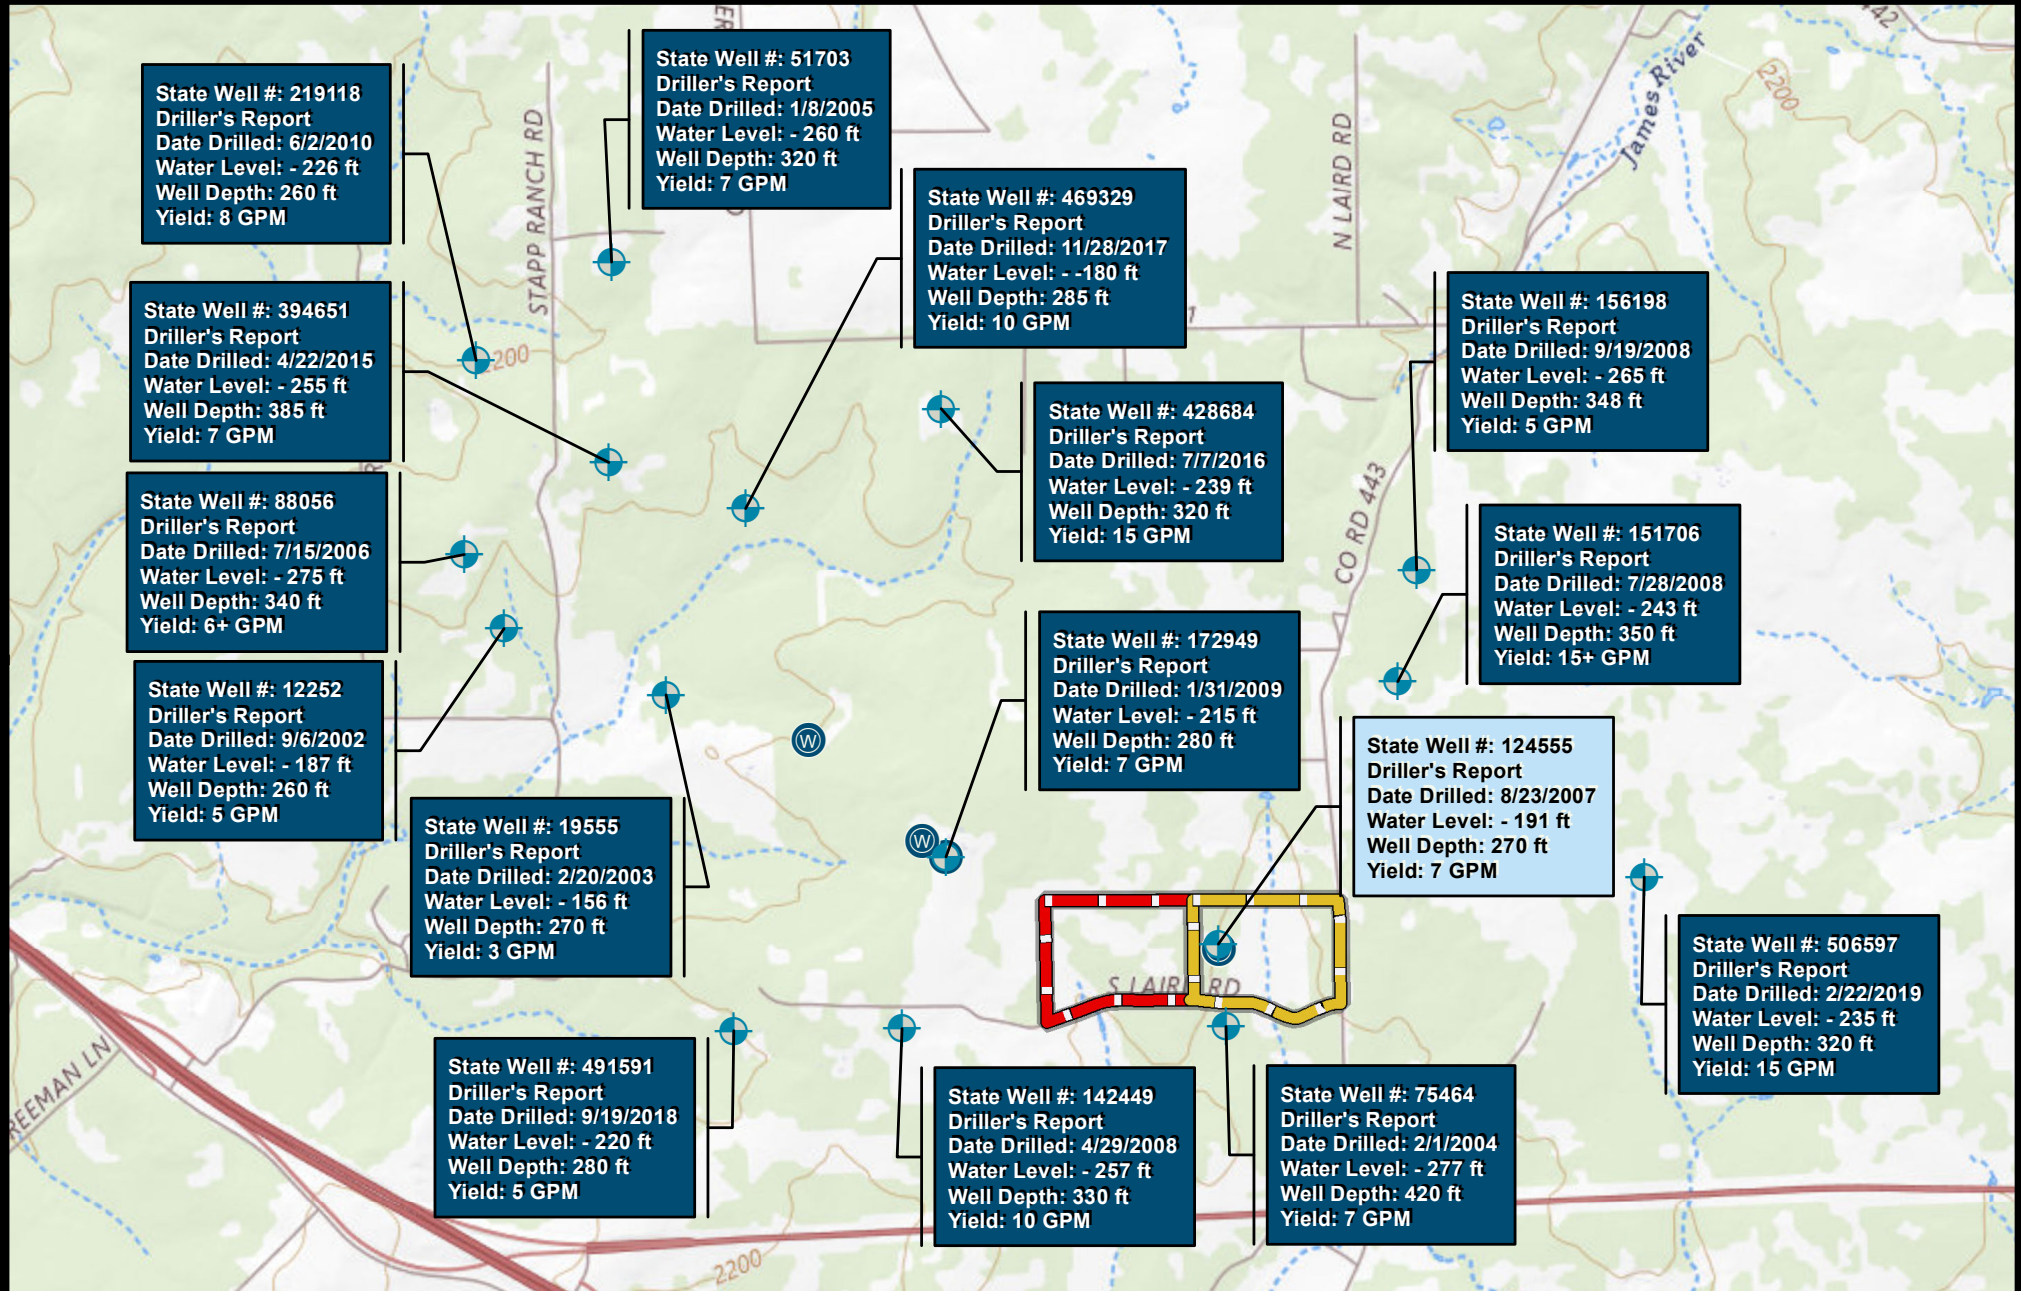 State Well #: 219118
Driller's Report
Date Drilled: 6/2/2010
Water Level: - 226 ft
Well Depth: 260 ft
Yield: 8 GPM
State Well #: 51703
Driller's Report
Date Drilled: 1/8/2005
Water Level: - 260 ft
Well Depth: 320 ft
Yield: 7 GPM
State Well #: 469329
Driller's Report
Date Drilled: 11/28/2017
Water Level: - -180 ft
Well Depth: 285 ft
Yield: 10 GPM
State Well #: 394651
Driller's Report
Date Drilled: 4/22/2015
Water Level: - 255 ft
Well Depth: 385 ft
Yield: 7 GPM
State Well #: 156198
Driller's Report
Date Drilled: 9/19/2008
Water Level: - 265 ft
Well Depth: 348 ft
Yield: 5 GPM
State Well #: 428684
Driller's Report
Date Drilled: 7/7/2016
Water Level: - 239 ft
Well Depth: 320 ft
Yield: 15 GPM
State Well #: 88056
Driller's Report
Date Drilled: 7/15/2006
Water Level: - 275 ft
Well Depth: 340 ft
Yield: 6+ GPM
State Well #: 151706
Driller's Report
Date Drilled: 7/28/2008
Water Level: - 243 ft
Well Depth: 350 ft
Yield: 15+ GPM
State Well #: 172949
Driller's Report
Date Drilled: 1/31/2009
Water Level: - 215 ft
Well Depth: 280 ft
Yield: 7 GPM
State Well #: 12252
Driller's Report
Date Drilled: 9/6/2002
Water Level: - 187 ft
Well Depth: 260 ft
Yield: 5 GPM
State Well #: 124555
Driller's Report
Date Drilled: 8/23/2007
Water Level: - 191 ft
Well Depth: 270 ft
Yield: 7 GPM
State Well #: 19555
Driller's Report
Date Drilled: 2/20/2003
Water Level: - 156 ft
Well Depth: 270 ft
Yield: 3 GPM
State Well #: 506597
Driller's Report
Date Drilled: 2/22/2019
Water Level: - 235 ft
Well Depth: 320 ft
Yield: 15 GPM
State Well #: 491591
Driller's Report
Date Drilled: 9/19/2018
Water Level: - 220 ft
Well Depth: 280 ft
Yield: 5 GPM
State Well #: 142449
Driller's Report
Date Drilled: 4/29/2008
Water Level: - 257 ft
Well Depth: 330 ft
Yield: 10 GPM
State Well #: 75464
Driller's Report
Date Drilled: 2/1/2004
Water Level: - 277 ft
Well Depth: 420 ft
Yield: 7 GPM
STAPP RANCH RD
N LAIRD RD
James River
442
2200
2200
CO RD 443
W
W
S LAIRD RD
REEMAN LN
2200